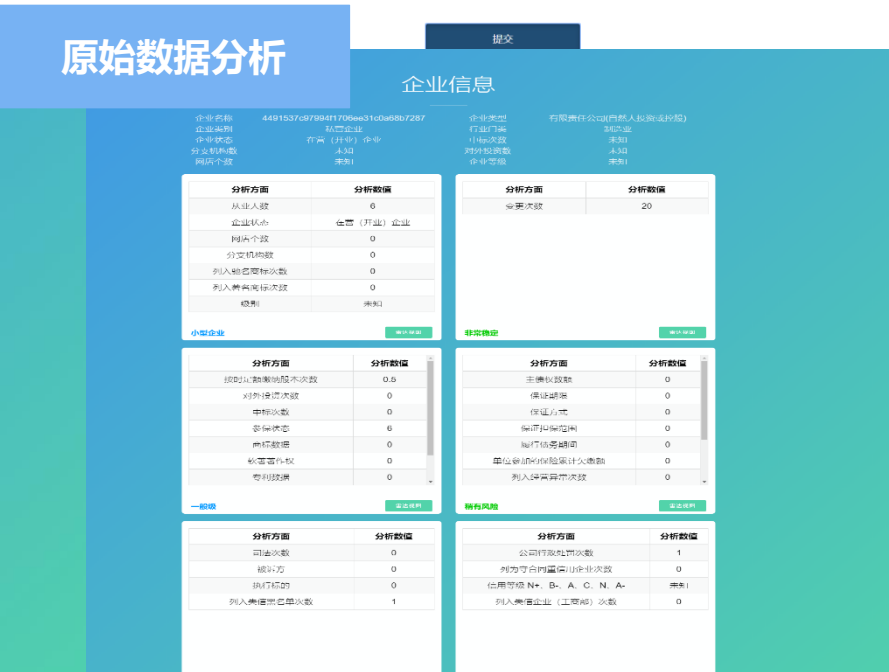 提交
原始数据分析
企业信息
企业名称 4491537c97994f1706ee31c0a68b7287 企业类型 有限责任公司(自然人投资或控股)
企业类别 私营企业 行业门类 制造业
企业状态 在营（开业）企业 中标次数 未知
分支机构数 未知 对外投资数 未知
网店个数 未知 企业等级 未知
分析方面 分析数值
从业人数 6
企业状态 在营（开业）企业
网店个数 0
分支机构数 0
列入驰名商标次数 0
列入著名商标次数 0
级别 未知
小型企业 雷达视图
分析方面 分析数值
变更次数 20
非常稳定 雷达视图
分析方面 分析数值
按时足额缴纳股本次数 0.5
对外投资次数 0
中标次数 0
参保状态 6
商标数据 0
软著著作权 0
专利数据 0
一般级 雷达视图
分析方面 分析数值
主债权数额 0
保证期限 0
保证方式 0
保证担保范围 0
履行债务期间 0
单位参加的保险累计欠缴额 0
列入经营异常次数 0
稍有风险 雷达视图
分析方面 分析数值
司法次数 0
被诉方 0
执行标的 0
列入失信黑名单次数 1
分析方面 分析数值
公司行政处罚次数 1
列为守合同重信用企业次数 0
信用等级 N+、B-、A、C、N、A- 未知
列入失信企业（工商部）次数 0